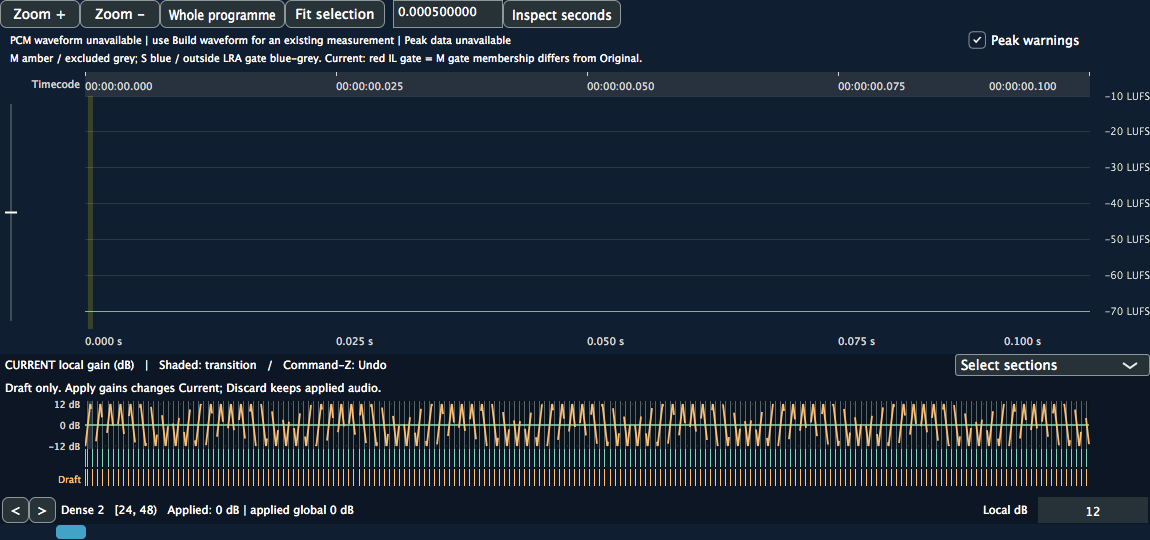 Zoom + Zoom – Whole programme Fit selection 0.000500000 Inspect seconds
PCM waveform unavailable | use Build waveform for an existing measurement | Peak data unavailable
Peak warnings
M amber / excluded grey; S blue / outside LRA gate blue-grey. Current: red IL gate = M gate membership differs from Original.
Timecode 00:00:00.000 00:00:00.025 00:00:00.050 00:00:00.075 00:00:00.100
-10 LUFS
-20 LUFS
-30 LUFS
-40 LUFS
-50 LUFS
-60 LUFS
-70 LUFS
0.000 s 0.025 s 0.050 s 0.075 s 0.100 s
CURRENT local gain (dB) | Shaded: transition / Command-Z: Undo Select sections
Draft only. Apply gains changes Current; Discard keeps applied audio.
12 dB
0 dB
-12 dB
Draft
< > Dense 2 [24, 48) Applied: 0 dB | applied global 0 dB Local dB 12